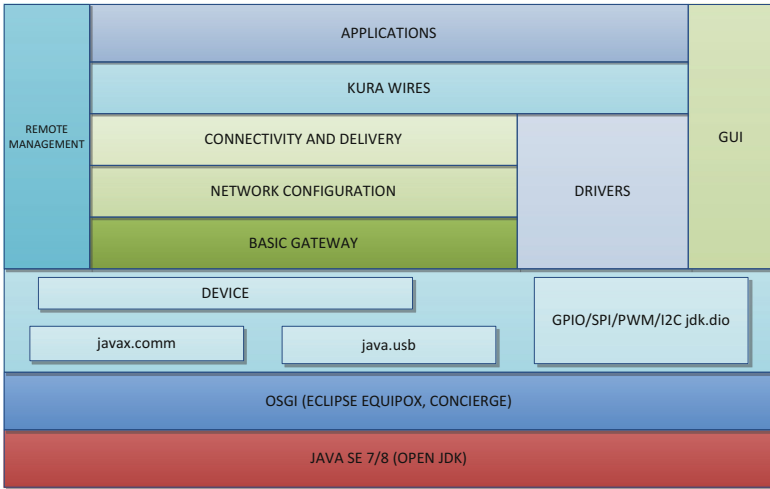 APPLICATIONS
KURA WIRES
REMOTE
MANAGEMENT
CONNECTIVITY AND DELIVERY
GUI
NETWORK CONFIGURATION
DRIVERS
BASIC GATEWAY
DEVICE
GPIO/SPI/PWM/I2C jdk.dio
javax.comm
java.usb
OSGI (ECLIPSE EQUIPOX, CONCIERGE)
JAVA SE 7/8 (OPEN JDK)